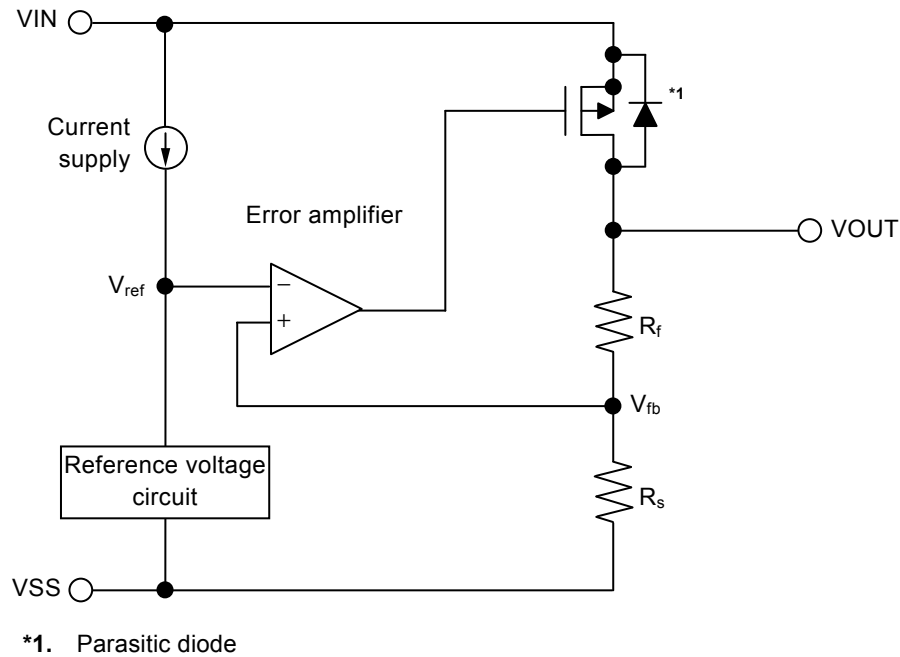 VIN
*1
Current
supply
Error amplifier
VOUT
Vref
−
+
Rf
Vfb
Reference voltage
circuit
Rs
VSS
*1. Parasitic diode